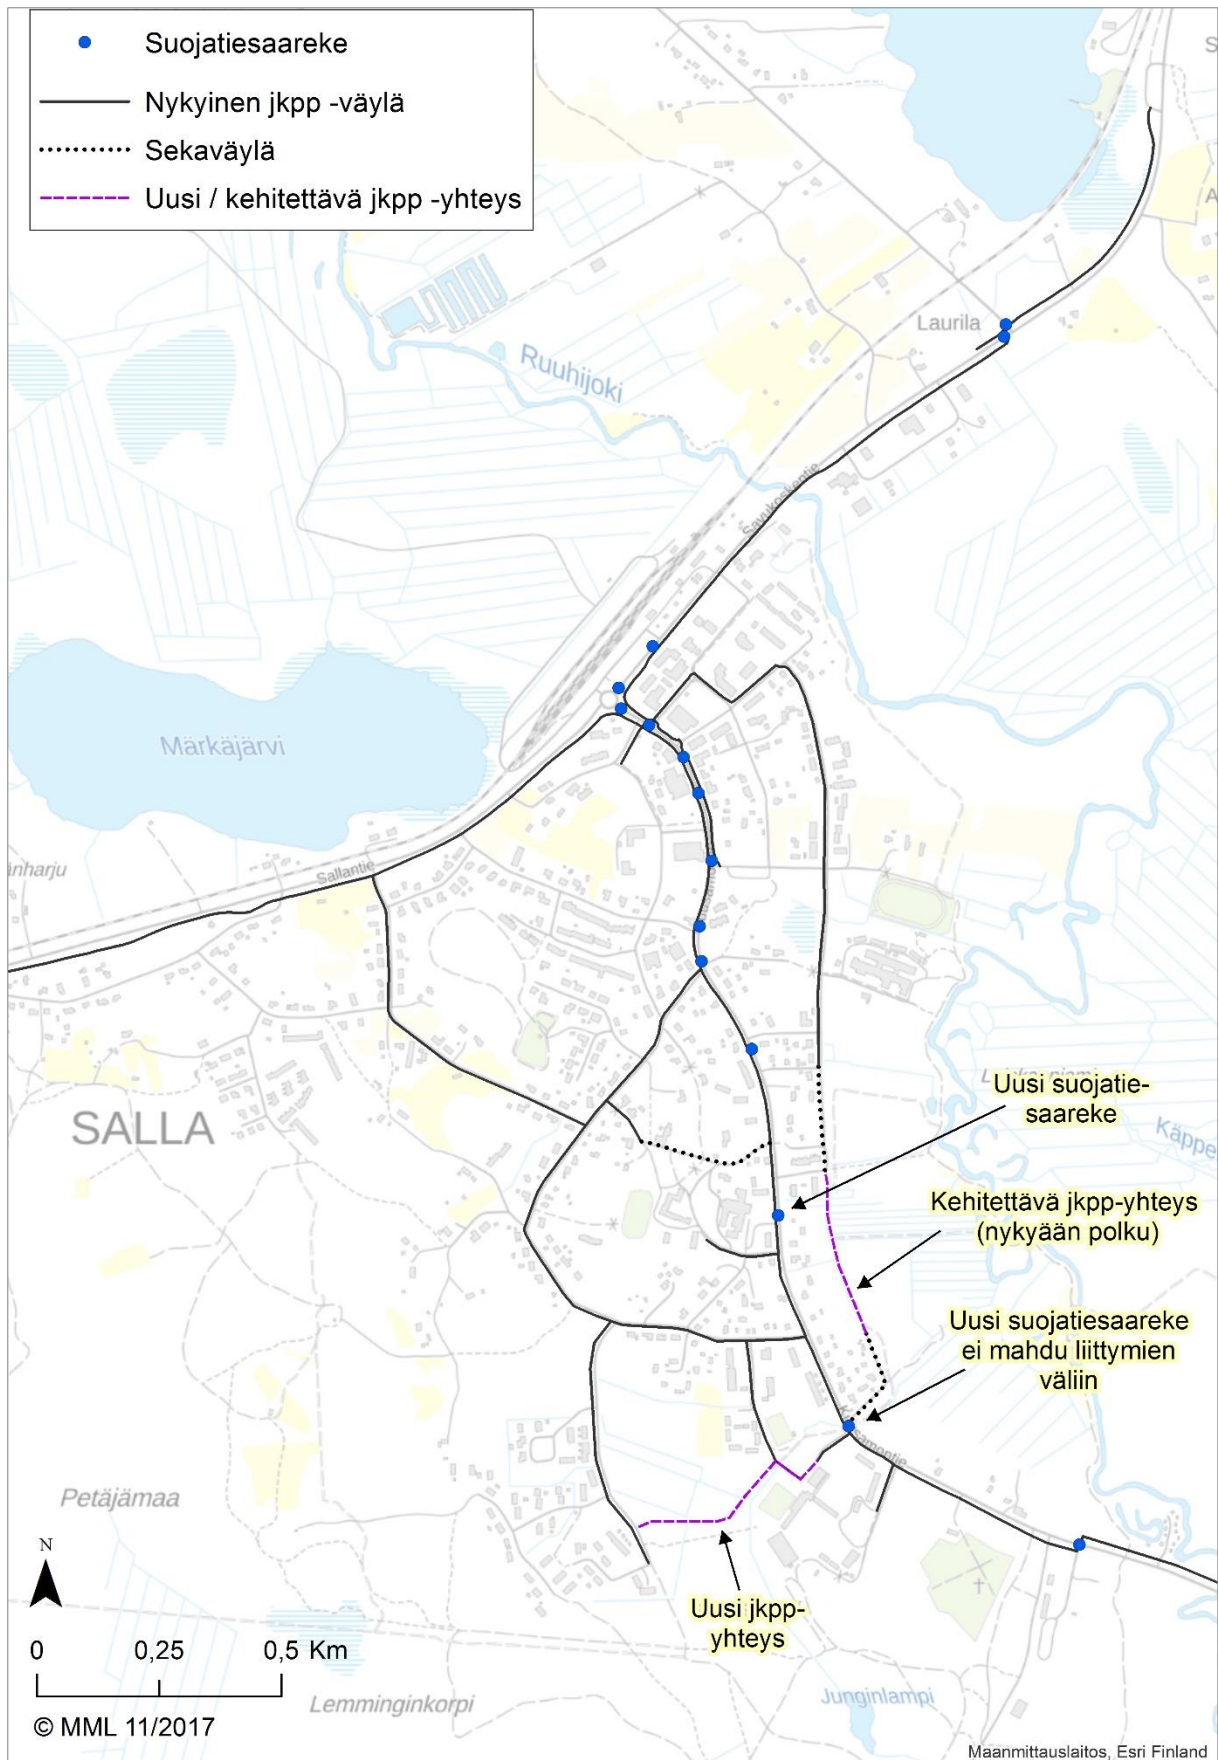 Suojatiesaareke
Nykyinen jkpp -väylä
Sekaväylä
Uusi / kehitettävä jkpp -yhteys
S
A
Laurila
Ruuhijoki
Savukoskentie
Märkäjärvi
änharju
Sallantie
SALLA
Uusi suojatie-
saareke
Käppe
Kehitettävä jkpp-yhteys
(nykyään polku)
Uusi suojatiesaareke
ei mahdu liittymien
väliin
Petäjämaa
Uusi jkpp-
yhteys
N
0 0,25 0,5 Km
Lemminginkorpi
Junginlampi
© MML 11/2017
Maanmittauslaitos, Esri Finland